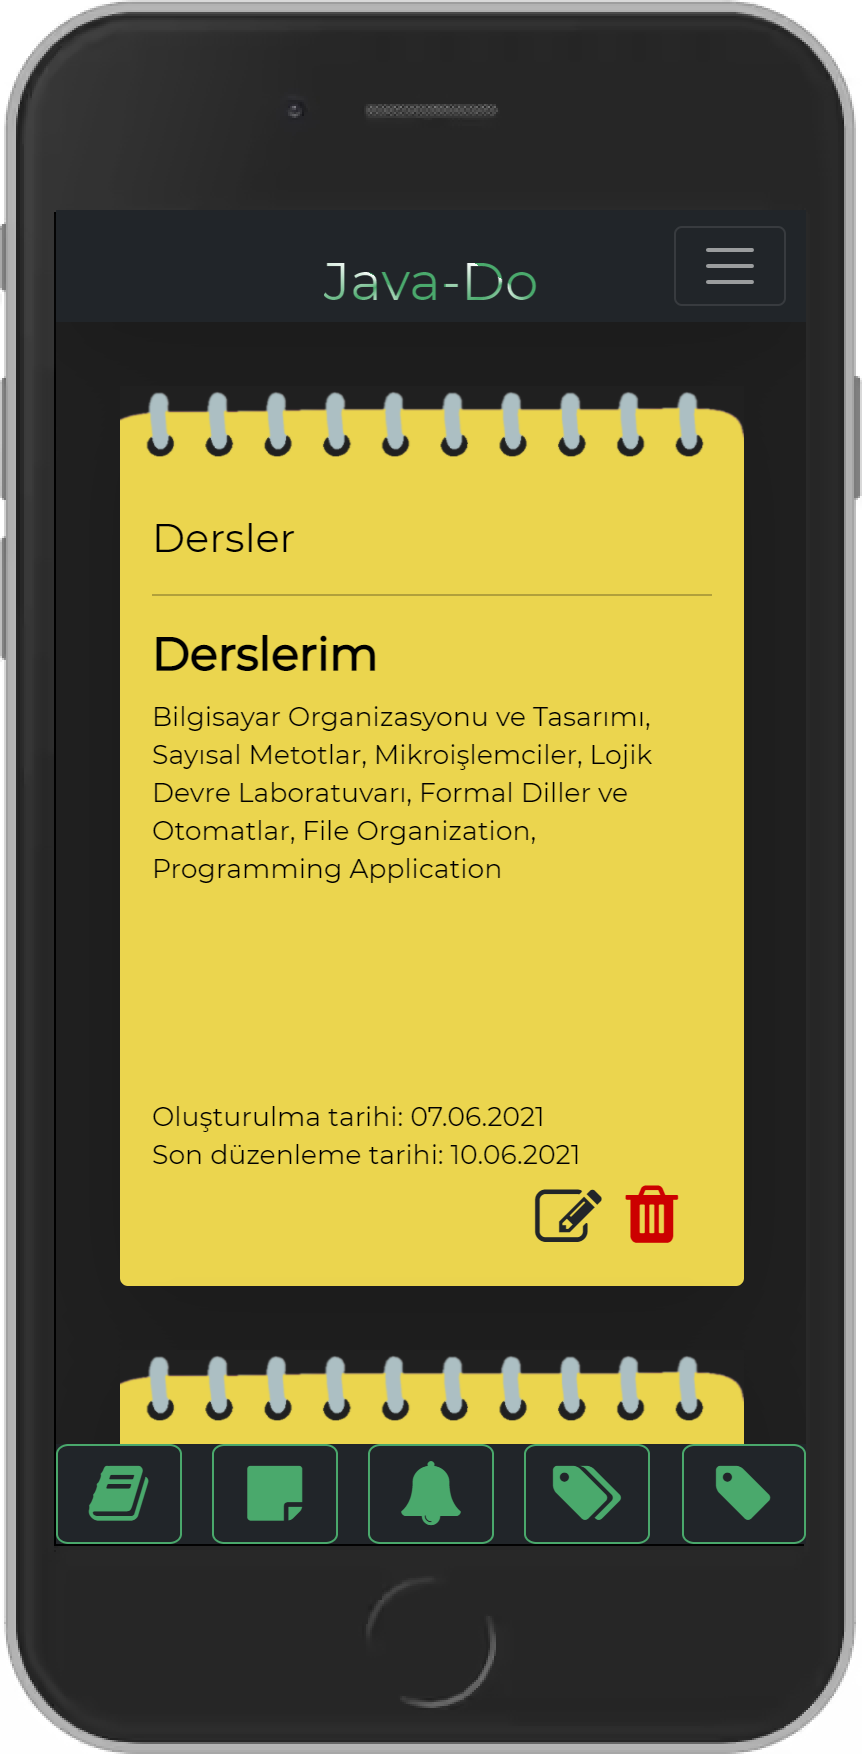 Java-Do
Dersler
Derslerim
Bilgisayar Organizasyonu ve Tasarımı,
Sayısal Metotlar, Mikroişlemciler, Lojik
Devre Laboratuvarı, Formal Diller ve
Otomatlar, File Organization,
Programming Application
Oluşturulma tarihi: 07.06.2021
Son düzenleme tarihi: 10.06.2021